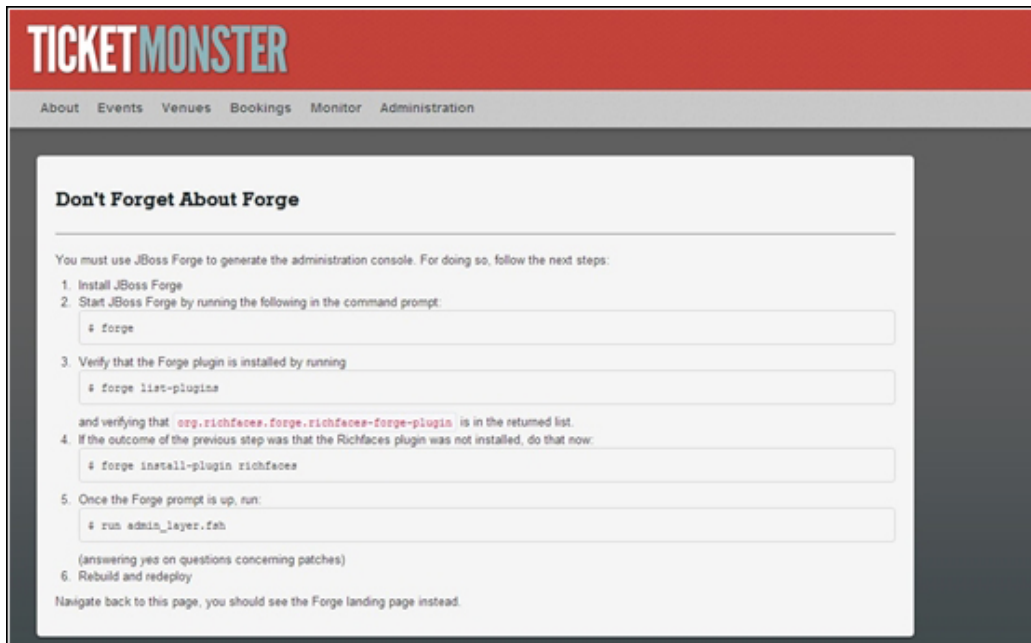 TICKETMONSTER
About Events Venues Bookings Monitor Administration
Don't Forget About Forge
You must use JBoss Forge to generate the administration console. For doing so, follow the next steps:
1. Install JBoss Forge
2. Start JBoss Forge by running the following in the command prompt:
# forge
3. Verify that the Forge plugin is installed by running
# forge list-plugins
and verifying that org.richfaces.forge.richfaces-forge-plugin is in the returned list.
4. If the outcome of the previous step was that the Richfaces plugin was not installed, do that now:
# forge install-plugin richfaces
5. Once the Forge prompt is up, run:
# run admin_layer.fsh
(answering yes on questions concerning patches)
6. Rebuild and redeploy
Navigate back to this page, you should see the Forge landing page instead.